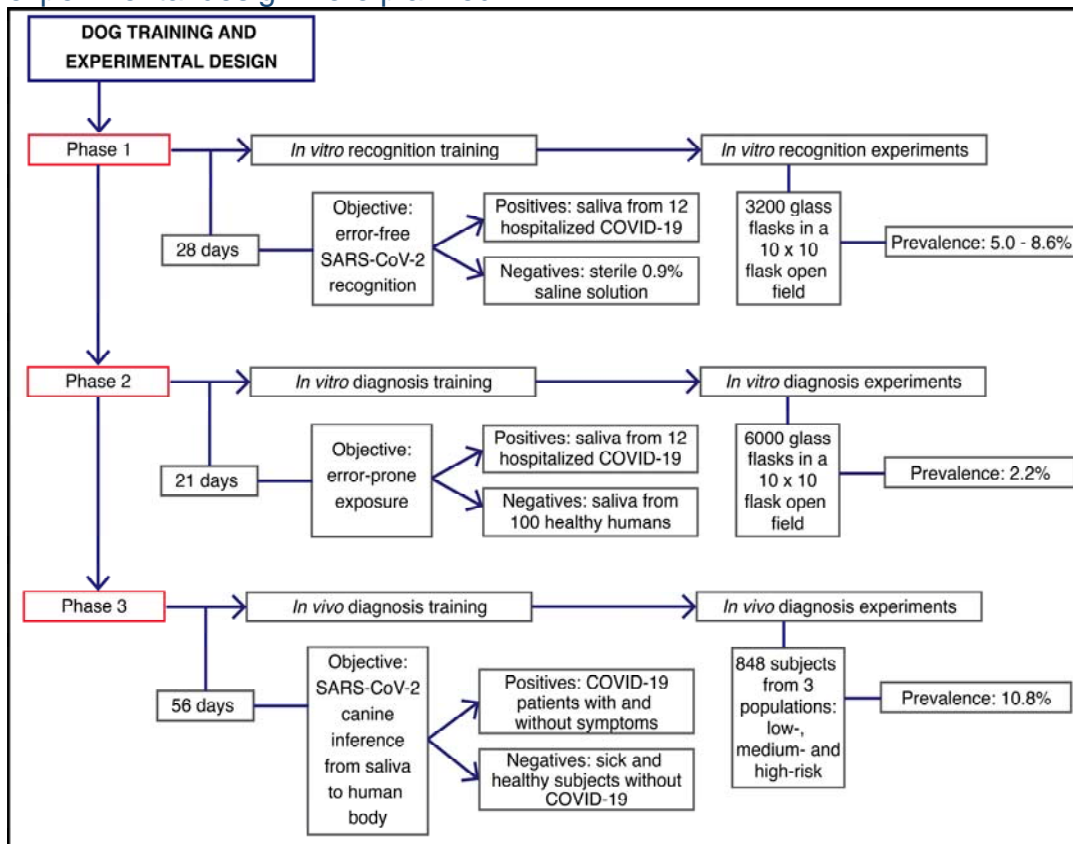 DOG TRAINING AND
EXPERIMENTAL DESIGN
Phase 1
In vitro recognition training
In vitro recognition experiments
28 days
Objective:
error-free
SARS-CoV-2
recognition
Positives: saliva from 12
hospitalized COVID-19
Negatives: sterile 0.9%
saline solution
3200 glass
flasks in a
10 x 10
flask open
field
Prevalence: 5.0 - 8.6%
Phase 2
In vitro diagnosis training
In vitro diagnosis experiments
21 days
Objective:
error-prone
exposure
Positives: saliva from 12
hospitalized COVID-19
Negatives: saliva from
100 healthy humans
6000 glass
flasks in a
10 x 10
flask open
field
Prevalence: 2.2%
Phase 3
In vivo diagnosis training
In vivo diagnosis experiments
56 days
Objective:
SARS-CoV-2
canine
inference
from saliva
to human
body
Positives: COVID-19
patients with and
without symptoms
Negatives: sick and
healthy subjects without
COVID-19
848 subjects
from 3
populations:
low-,
medium- and
high-risk
Prevalence: 10.8%